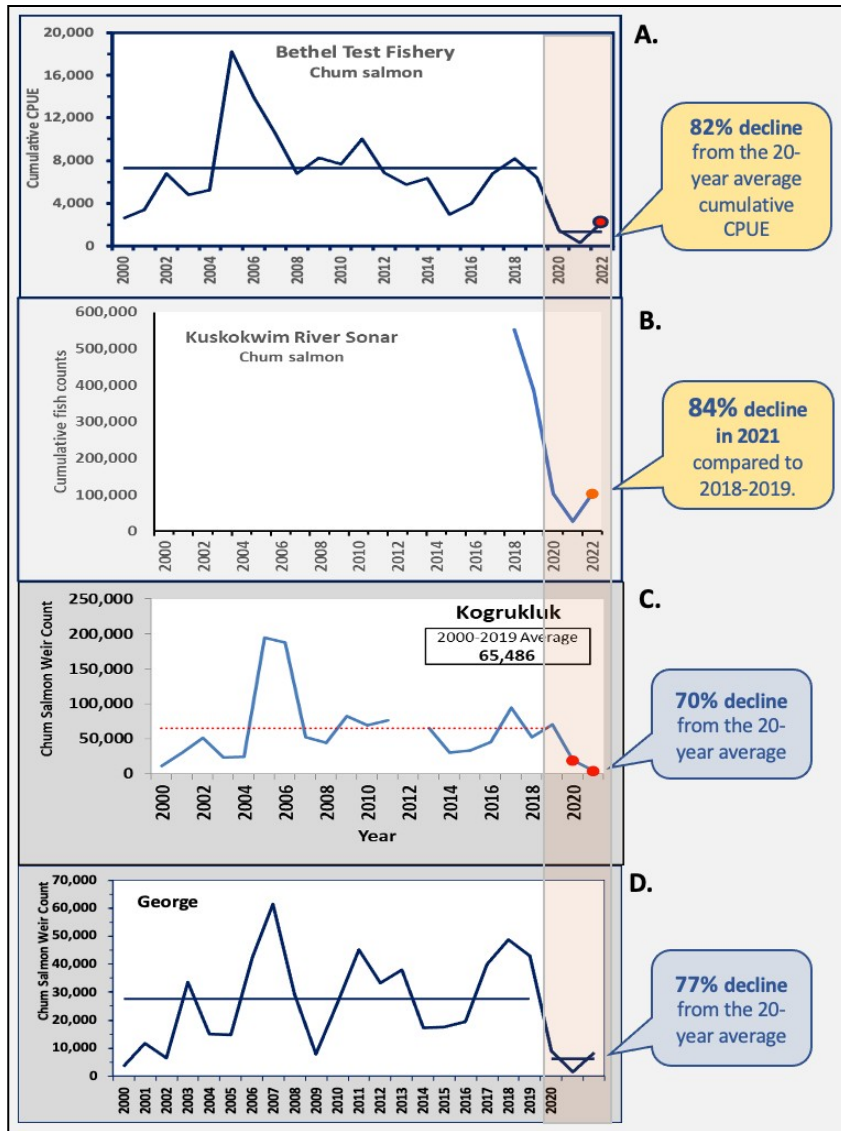 A.
Bethel Test Fishery
Chum salmon
Cumulative CPUE
20,000
16,000
12,000
8,000
4,000
0
2000
2002
2004
2006
2008
2010
2012
2014
2016
2018
2020
2022
82% decline
from the 20-
year average
cumulative
CPUE
B.
Kuskokwim River Sonar
Chum salmon
Cumulative fish counts
600,000
500,000
400,000
300,000
200,000
100,000
0
2000
2002
2004
2006
2008
2010
2012
2014
2016
2018
2020
2022
84% decline
in 2021
compared to
2018-2019.
C.
Kogrukluk
2000-2019 Average
65,486
Chum Salmon Weir Count
250,000
200,000
150,000
100,000
50,000
0
2000
2002
2004
2006
2008
2010
2012
2014
2016
2018
2020
Year
70% decline
from the 20-
year average
D.
George
Chum Salmon Weir Count
70,000
60,000
50,000
40,000
30,000
20,000
10,000
0
2000
2001
2002
2003
2004
2005
2006
2007
2008
2009
2010
2011
2012
2013
2014
2015
2016
2017
2018
2019
2020
77% decline
from the 20-
year average